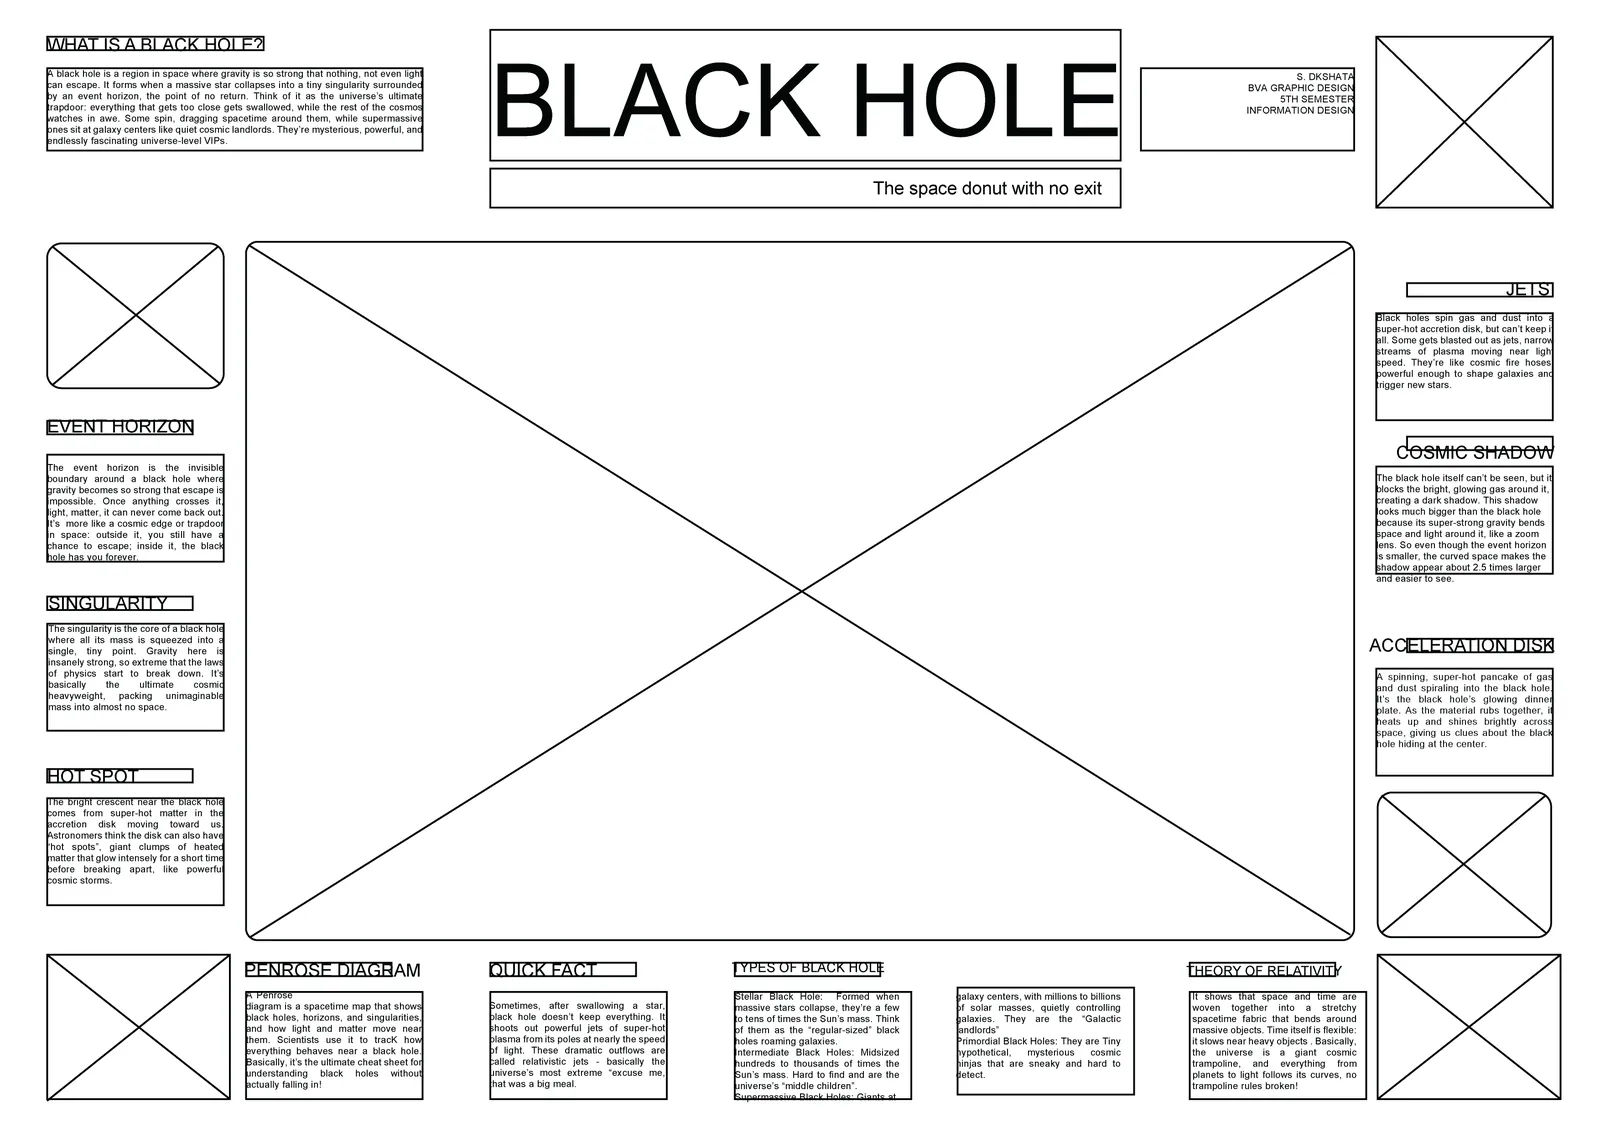 WHAT IS A BLACK HOLE?
A black hole is a region in space where gravity is so strong that nothing, not even light
can escape. It forms when a massive star collapses into a tiny singularity surrounded
by an event horizon, the point of no return. Think of it as the universe's ultimate
trapdoor: everything that gets too close gets swallowed, while the rest of the cosmos
watches in awe. Some spin, dragging spacetime around them, while supermassive
ones sit at galaxy centers like quiet cosmic landlords. They're mysterious, powerful, and
endlessly fascinating universe-level VIPs.
BLACK HOLE
The space donut with no exit
S. DKSHATA
BVA GRAPHIC DESIGN
5TH SEMESTER
INFORMATION DESIGN
EVENT HORIZON
The event horizon is the invisible
boundary around a black hole where
gravity becomes so strong that escape is
impossible. Once anything crosses it,
light, matter, it can never come back out.
It's more like a cosmic edge or trapdoor
in space: outside it, you still have a
chance to escape; inside it, the black
hole has you forever.
SINGULARITY
The singularity is the core of a black hole
where all its mass is squeezed into a
single, tiny point. Gravity here is
insanely strong, so extreme that the laws
of physics start to break down. It's
basically the ultimate cosmic
heavyweight, packing unimaginable
mass into almost no space.
HOT SPOT
The bright crescent near the black hole
comes from super-hot matter in the
accretion disk moving toward us.
Astronomers think the disk can also have
"hot spots", giant clumps of heated
matter that glow intensely for a short time
before breaking apart, like powerful
cosmic storms.
JETS
Black holes spin gas and dust into a
super-hot accretion disk, but can't keep it
all. Some gets blasted out as jets, narrow
streams of plasma moving near light
speed. They're like cosmic fire hoses
powerful enough to shape galaxies and
trigger new stars.
COSMIC SHADOW
The black hole itself can't be seen, but it
blocks the bright, glowing gas around it,
creating a dark shadow. This shadow
looks much bigger than the black hole
because its super-strong gravity bends
space and light around it, like a zoom
lens. So even though the event horizon
is smaller, the curved space makes the
shadow appear about 2.5 times larger
and easier to see.
ACCELERATION DISK
A spinning, super-hot pancake of gas
and dust spiraling into the black hole.
It's the black hole's glowing dinner
plate. As the material rubs together, it
heats up and shines brightly across
space, giving us clues about the black
hole hiding at the center.
PENROSE DIAGRAM
A Penrose
diagram is a spacetime map that shows
black holes, horizons, and singularities,
and how light and matter move near
them. Scientists use it to tracK how
everything behaves near a black hole.
Basically, it's the ultimate cheat sheet for
understanding black holes without
actually falling in!
QUICK FACT
Sometimes, after swallowing a star,
black hole doesn't keep everything. It
shoots out powerful jets of super-hot
plasma from its poles at nearly the speed
of light. These dramatic outflows are
called relativistic jets - basically the
universe's most extreme "excuse me,
that was a big meal.
TYPES OF BLACK HOLE
Stellar Black Hole: Formed when
massive stars collapse, they're a few
to tens of times the Sun's mass. Think
of them as the "regular-sized" black
holes roaming galaxies.
Intermediate Black Holes: Midsized
hundreds to thousands of times the
Sun's mass. Hard to find and are the
universe's "middle children".
Supermassive Black Holes: Giants at
galaxy centers, with millions to billions
of solar masses, quietly controlling
galaxies. They are the "Galactic
landlords"
Primordial Black Holes: They are Tiny
hypothetical, mysterious cosmic
ninjas that are sneaky and hard to
detect.
THEORY OF RELATIVITY
It shows that space and time are
woven together into a stretchy
spacetime fabric that bends around
massive objects. Time itself is flexible:
it slows near heavy objects . Basically,
the universe is a giant cosmic
trampoline, and everything from
planets to light follows its curves, no
trampoline rules broken!